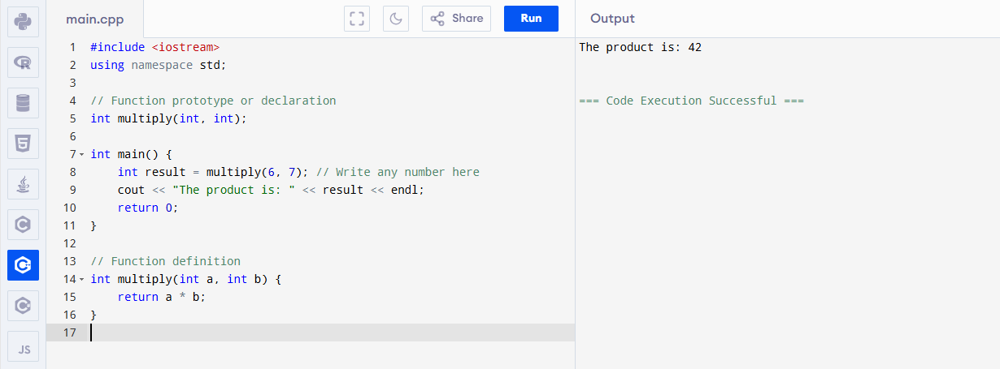 main.cpp
Share
Run
Output
1 #include <iostream>
2 using namespace std;
3
4 // Function prototype or declaration
5 int multiply(int, int);
6
7 int main() {
8     int result = multiply(6, 7); // Write any number here
9     cout << "The product is: " << result << endl;
10     return 0;
11 }
12
13 // Function definition
14 int multiply(int a, int b) {
15     return a * b;
16 }
17
The product is: 42
=== Code Execution Successful ===
R
5
C
C
C
JS